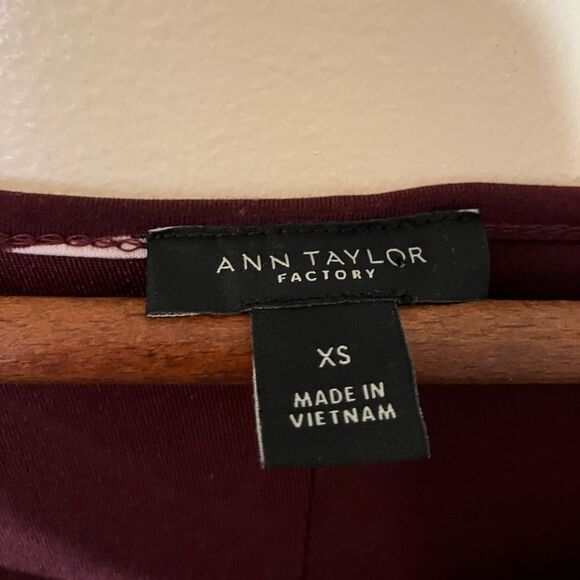 ANN TAYLOR
FACTORY
XS
MADE IN
VIETNAM